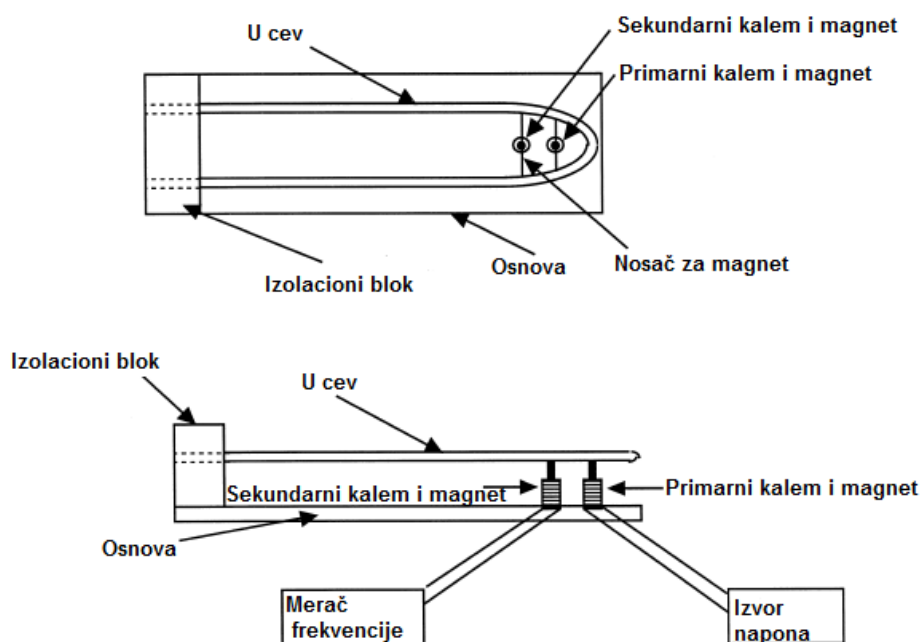 U cev
Sekundarni kalem i magnet
Primarni kalem i magnet
Izolacioni blok
Osnova
Nosač za magnet
Izolacioni blok
U cev
Sekundarni kalem i magnet
Primarni kalem i magnet
Osnova
Merač
frekvencije
Izvor
napona